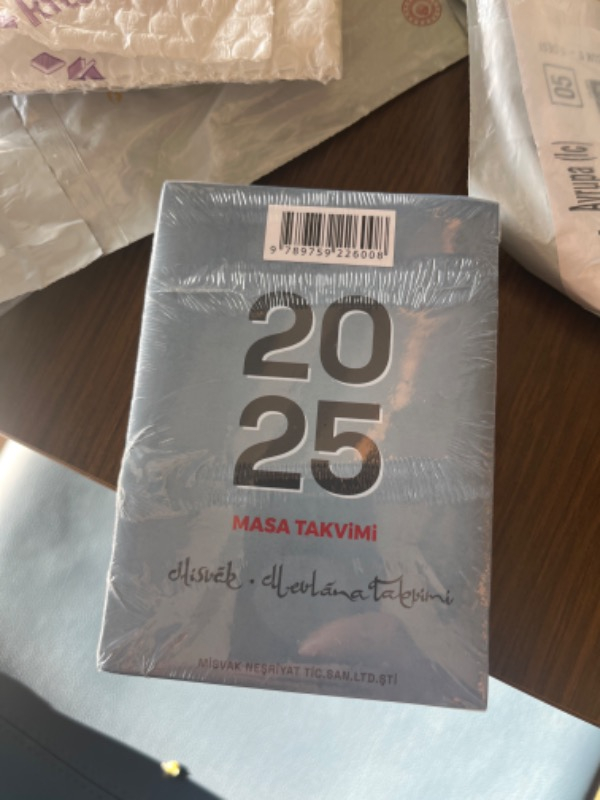 9 789759 226008
20
25
MASA TAKVİMİ
Misvâk • Mevlâna Takvimi
MİSVAK NEŞRİYAT TİC.SAN.LTD.ŞTİ
05
Avrupa (İç)